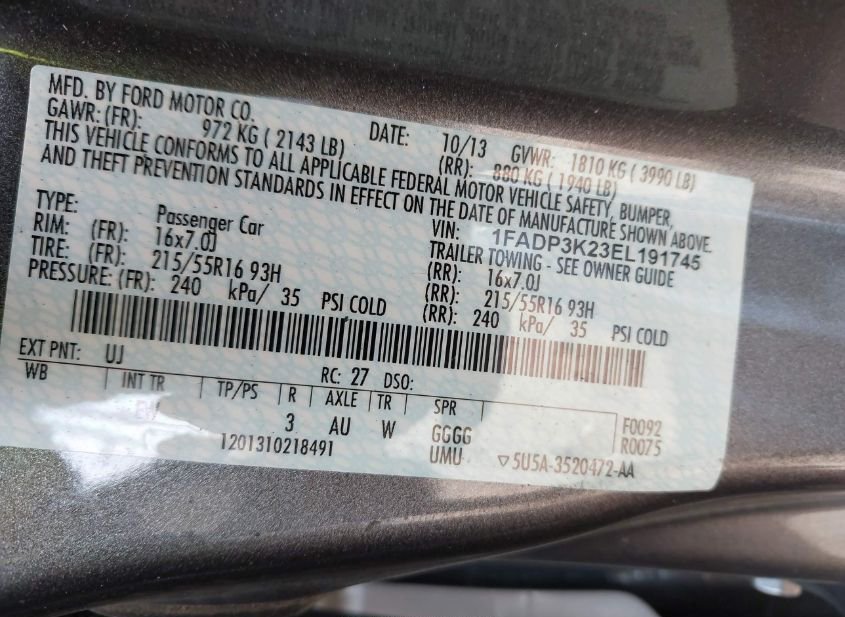 MFD. BY FORD MOTOR CO.
DATE: 10/13 GVWR: 1810 KG ( 3990 LB)
GAWR: (FR): 972 KG ( 2143 LB) (RR): 880 KG ( 1940 LB)
THIS VEHICLE CONFORMS TO ALL APPLICABLE FEDERAL MOTOR VEHICLE SAFETY, BUMPER,
AND THEFT PREVENTION STANDARDS IN EFFECT ON THE DATE OF MANUFACTURE SHOWN ABOVE.
VIN: 1FADP3K23EL191745
TYPE: Passenger Car TRAILER TOWING - SEE OWNER GUIDE
RIM: (FR): 16x7.0J (RR): 16x7.0J
TIRE: (FR): 215/55R16 93H (RR): 215/55R16 93H
PRESSURE: (FR): 240 kPa/ 35 PSI COLD (RR): 240 kPa/ 35 PSI COLD
EXT PNT: UJ RC: 27 DSO:
WB INT TR TP/PS R AXLE TR SPR
3 AU W GGGG F0092
1201310218491 UMU R0075
▽5U5A-3520472-AA